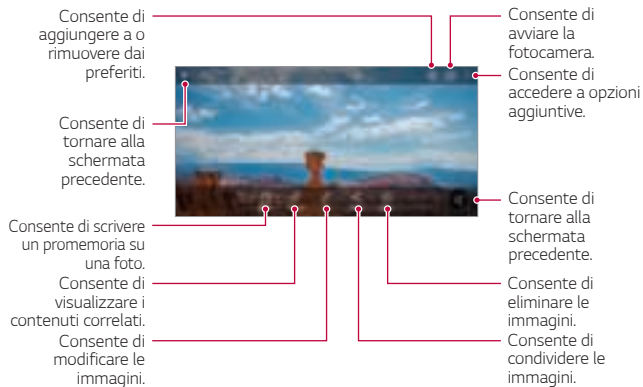 Consente di
aggiungere a o
rimuovere dai
preferiti.
Consente di
tornare alla
schermata
precedente.
Consente di scrivere
un promemoria su
una foto.
Consente di
visualizzare i
contenuti correlati.
Consente di
modificare le
immagini.
Consente di
avviare la
fotocamera.
Consente di
accedere a opzioni
aggiuntive.
Consente di
tornare alla
schermata
precedente.
Consente di
eliminare le
immagini.
Consente di
condividere le
immagini.